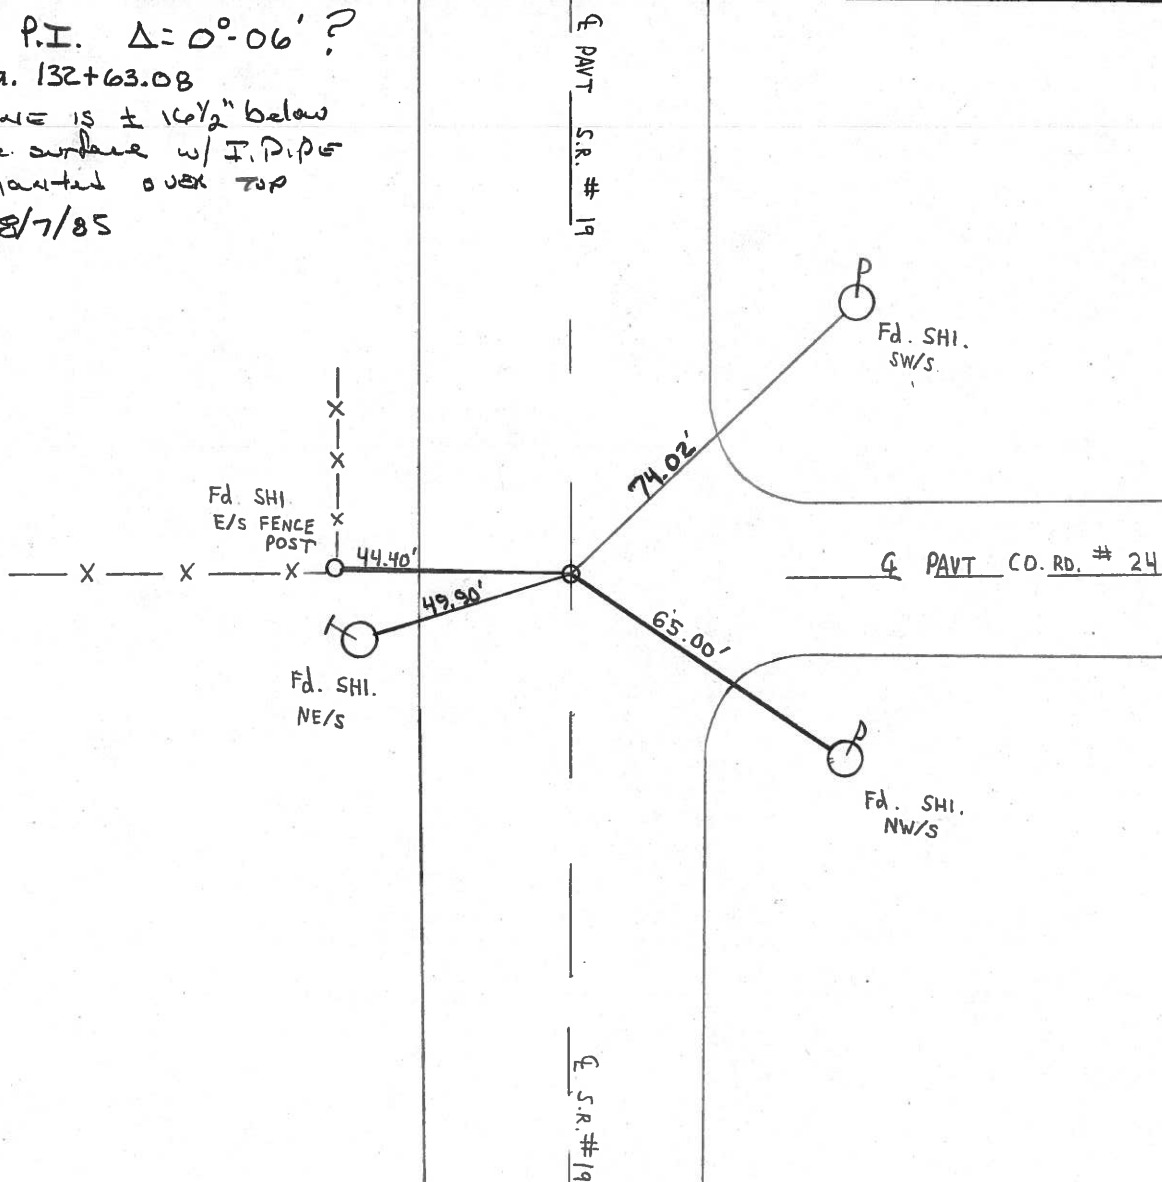 P.I. Δ= 0°-06' ?
a. 132+63.08
NE IS ± 16½" below
surface w/ I.PIPE
OVER TOP
8/7/85
℄ PAVT S.R. # 19
P
Fd. SHI.
SW/S.
74.02'
Fd. SHI.
E/S FENCE
POST
44.40'
49.90'
℄ PAVT CO. RD. # 24
65.00'
Fd. SHI.
NE/S
P
Fd. SHI.
NW/S
℄ S.R. #19